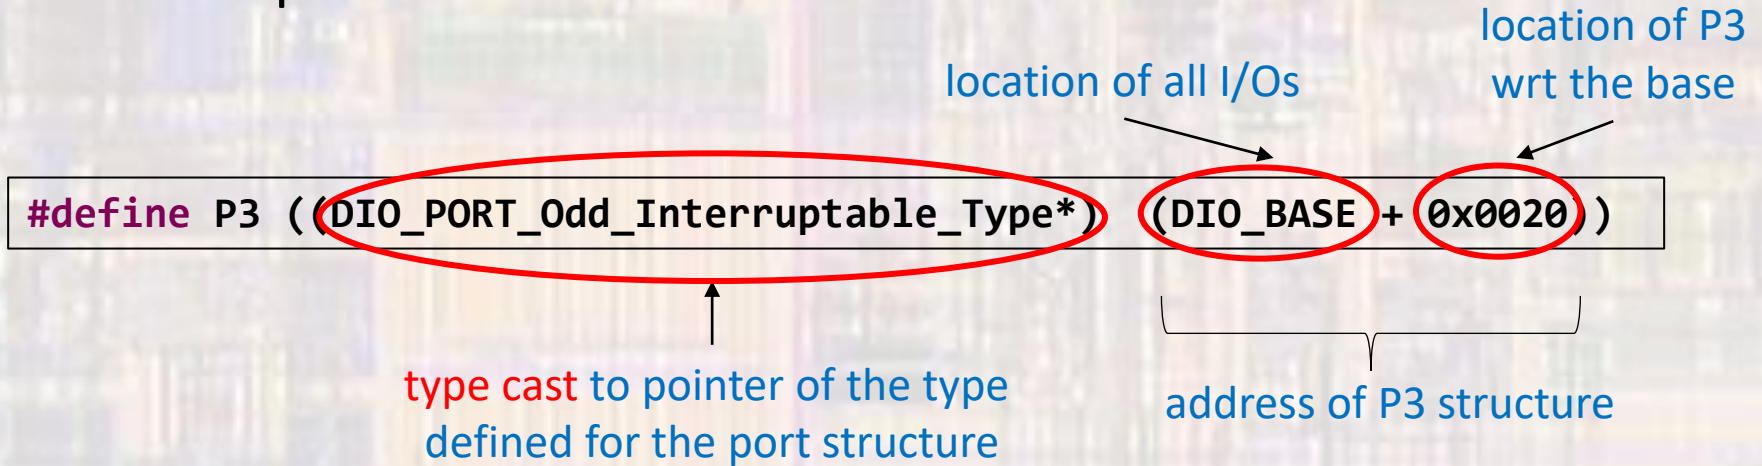 location of P3
wrt the base
location of all I/Os
#define P3 ((DIO_PORT_Odd_Interruptable_Type*) (DIO_BASE + 0x0020))
type cast to pointer of the type
defined for the port structure
address of P3 structure